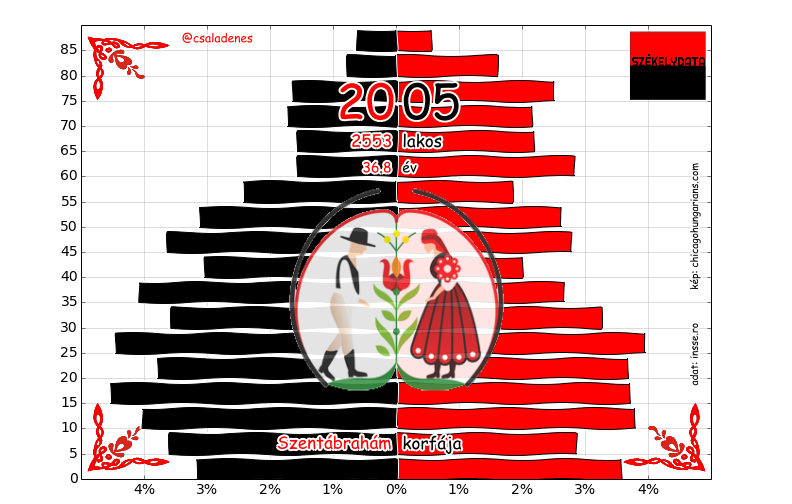 @csaladenes
SZÉKELYDATA
2005
2553 lakos
36.8 év
85
80
75
70
65
60
55
50
45
40
35
30
25
20
15
10
5
0
kép: chicagohungarians.com
adat: insse.ro
Szentábrahám korfája
4% 3% 2% 1% 0% 1% 2% 3% 4%